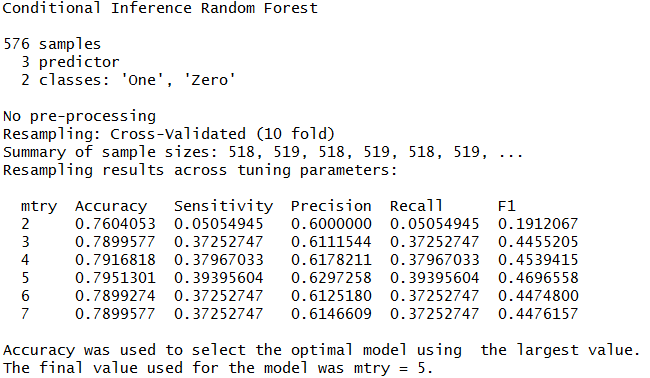 Conditional Inference Random Forest
576 samples
3 predictor
2 classes: 'One', 'Zero'
No pre-processing
Resampling: Cross-Validated (10 fold)
Summary of sample sizes: 518, 519, 518, 519, 518, 519, ...
Resampling results across tuning parameters:
mtry Accuracy Sensitivity Precision Recall F1
2 0.7604053 0.05054945 0.6000000 0.05054945 0.1912067
3 0.7899577 0.37252747 0.6111544 0.37252747 0.4455205
4 0.7916818 0.37967033 0.6178211 0.37967033 0.4539415
5 0.7951301 0.39395604 0.6297258 0.39395604 0.4696558
6 0.7899274 0.37252747 0.6125180 0.37252747 0.4474800
7 0.7899577 0.37252747 0.6146609 0.37252747 0.4476157
Accuracy was used to select the optimal model using  the largest value.
The final value used for the model was mtry = 5.